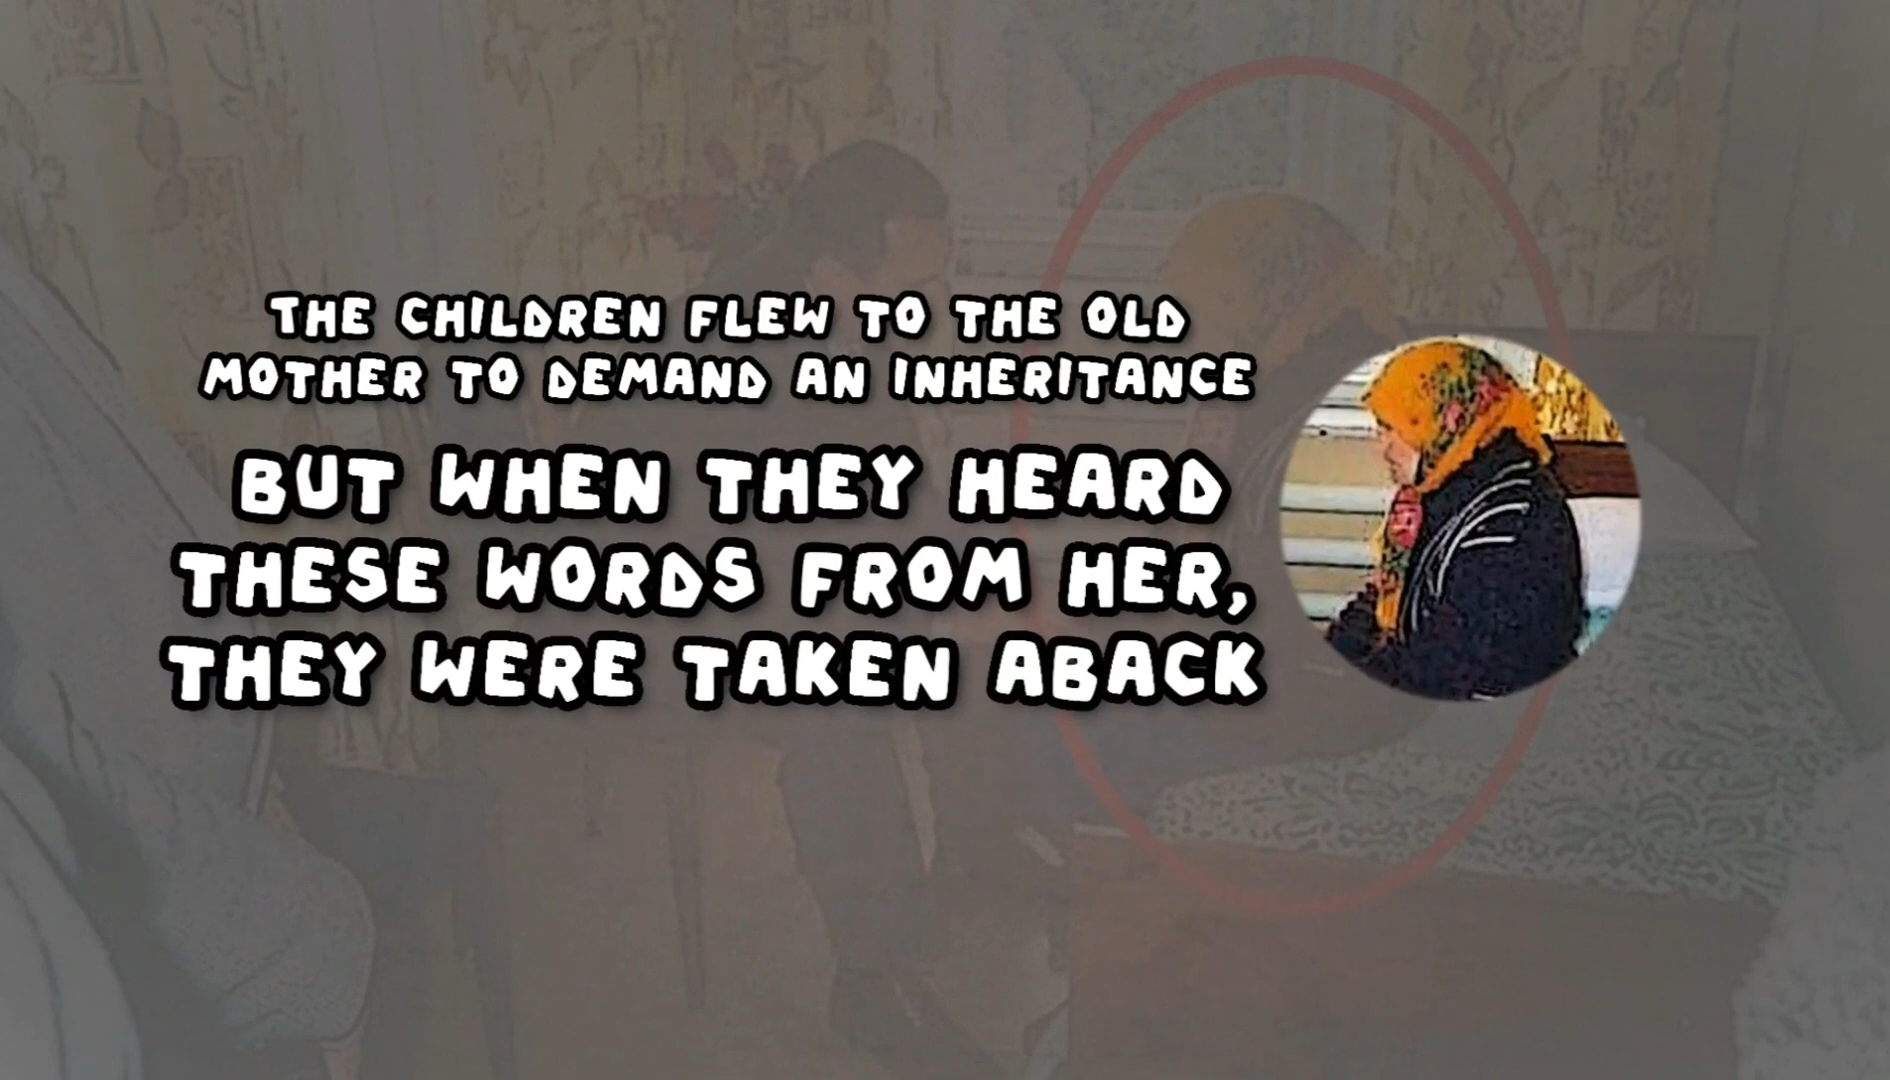 THE CHILDREN FLEW TO THE OLD
MOTHER TO DEMAND AN INHERITANCE
BUT WHEN THEY HEARD
THESE WORDS FROM HER,
THEY WERE TAKEN ABACK